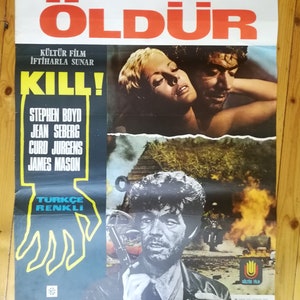 ÖLDÜR
KÜLTÜR FİLM
İFTİHARLA SUNAR
KILL!
STEPHEN BOYD
JEAN SEBERG
CURD JURGENS
JAMES MASON
TÜRKÇE
RENKLİ